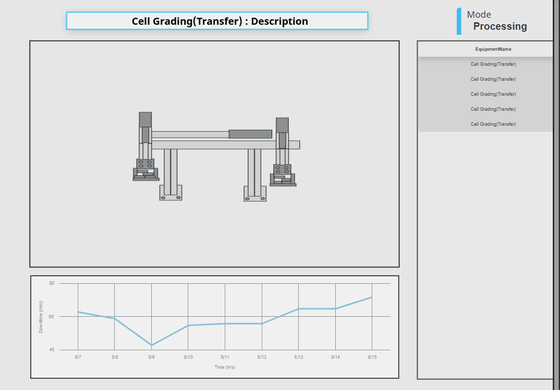 Cell Grading(Transfer) : Description
Mode
Processing
EquipmentName
Cell Grading(Transfer)
Cell Grading(Transfer)
Cell Grading(Transfer)
Cell Grading(Transfer)
Cell Grading(Transfer)
80
60
40
Downtime (min)
8/7
8/8
8/9
8/10
8/11
8/12
8/13
8/14
8/15
Time (hrs)